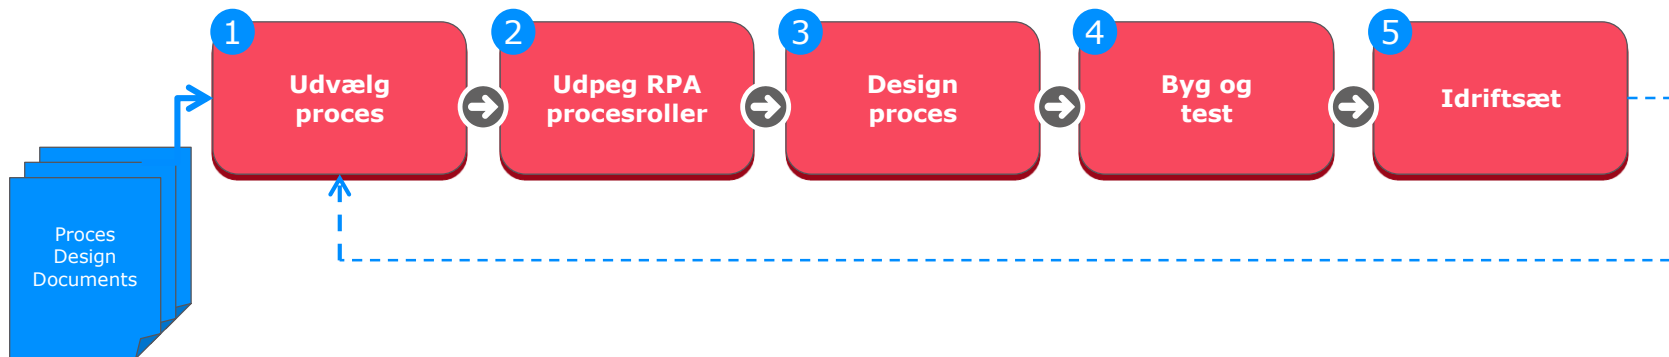 1
Udvælg
proces
2
Udpeg RPA
procesroller
3
Design
proces
4
Byg og
test
5
Idriftsæt
Proces
Design
Documents